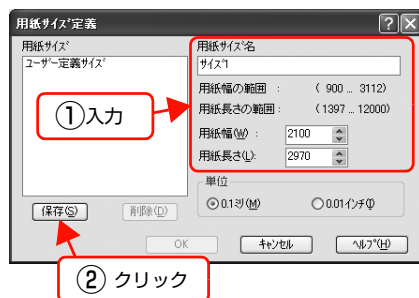 用紙サイズ定義
用紙サイズ
ユーザー定義サイズ
用紙サイズ名
サイズ1
用紙幅の範囲 : ( 900 ... 3112)
用紙長さの範囲 : (1397 ... 12000)
用紙幅(W) : 2100
用紙長さ(L): 2970
①入力
単位
0.1ミリ(M) 0.01インチ(I)
保存(S) 削除(D)
OK キャンセル ヘルプ(H)
② クリック